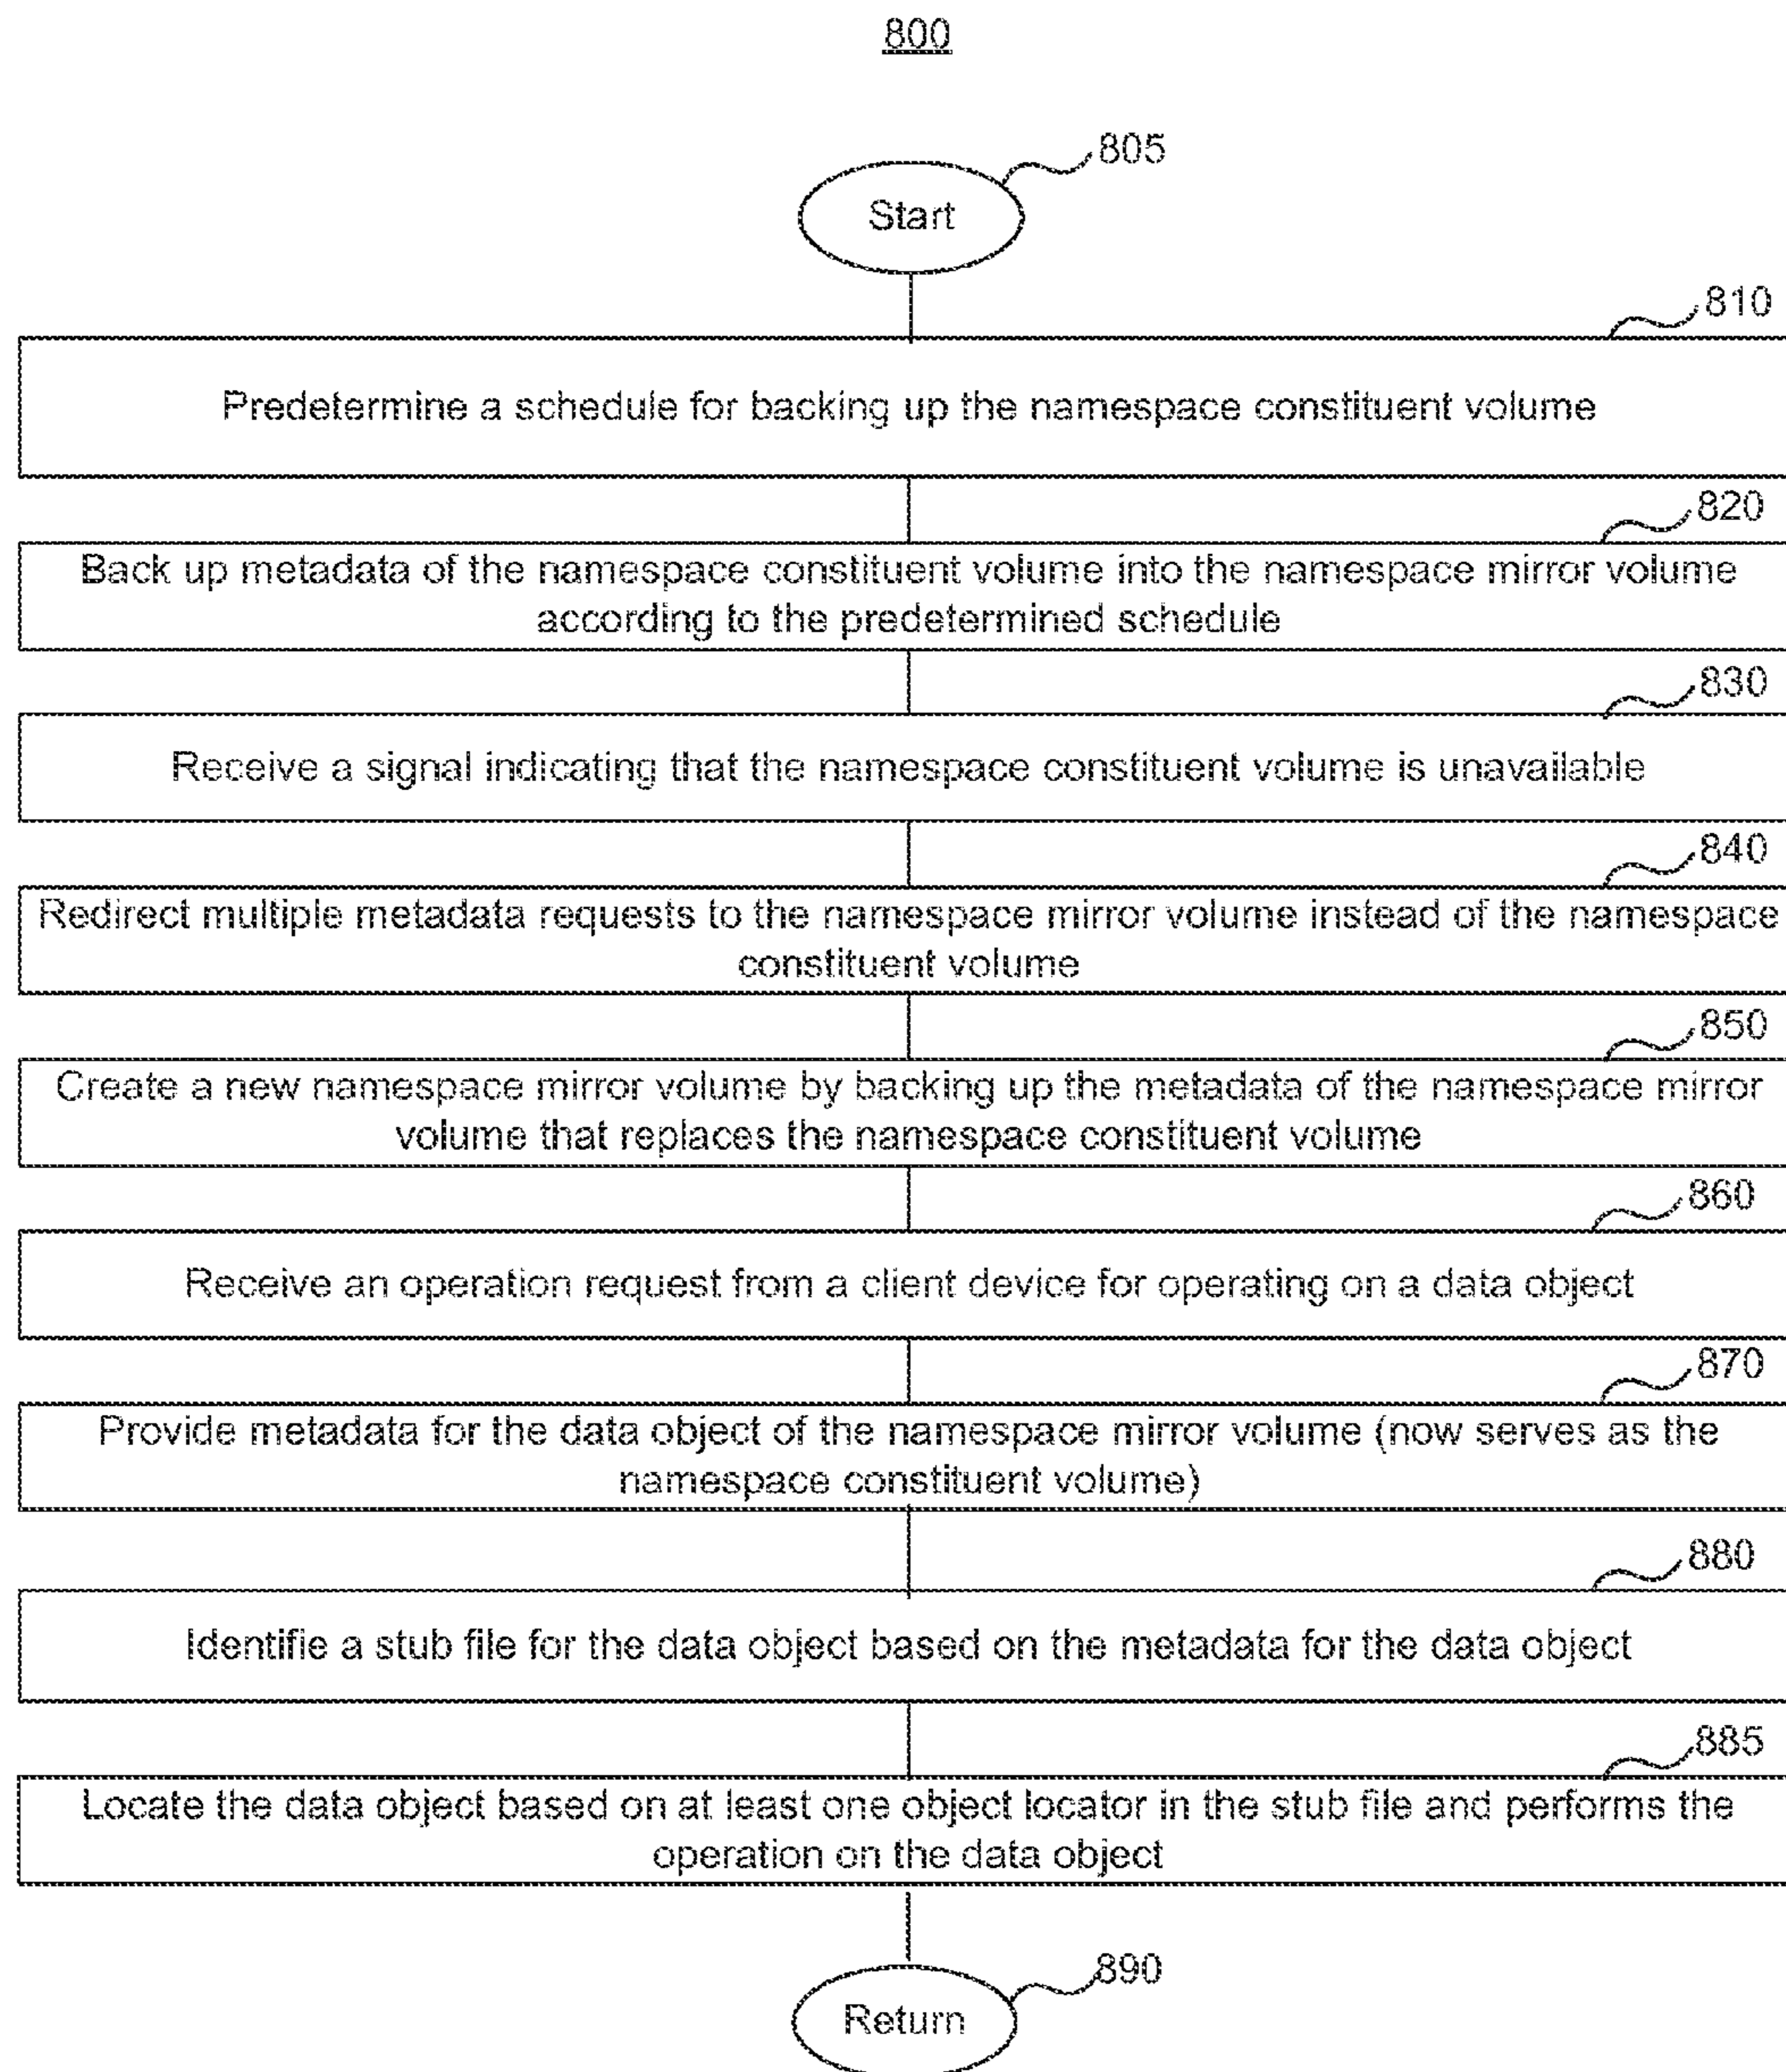 800
805
Start
810
Predetermine a schedule for backing up the namespace constituent volume
820
Back up metadata of the namespace constituent volume into the namespace mirror volume
according to the predetermined schedule
830
Receive a signal indicating that the namespace constituent volume is unavailable
840
Redirect multiple metadata requests to the namespace mirror volume instead of the namespace
constituent volume
850
Create a new namespace mirror volume by backing up the metadata of the namespace mirror
volume that replaces the namespace constituent volume
860
Receive an operation request from a client device for operating on a data object
870
Provide metadata for the data object of the namespace mirror volume (now serves as the
namespace constituent volume)
880
Identifie a stub file for the data object based on the metadata for the data object
885
Locate the data object based on at least one object locator in the stub file and performs the
operation on the data object
890
Return